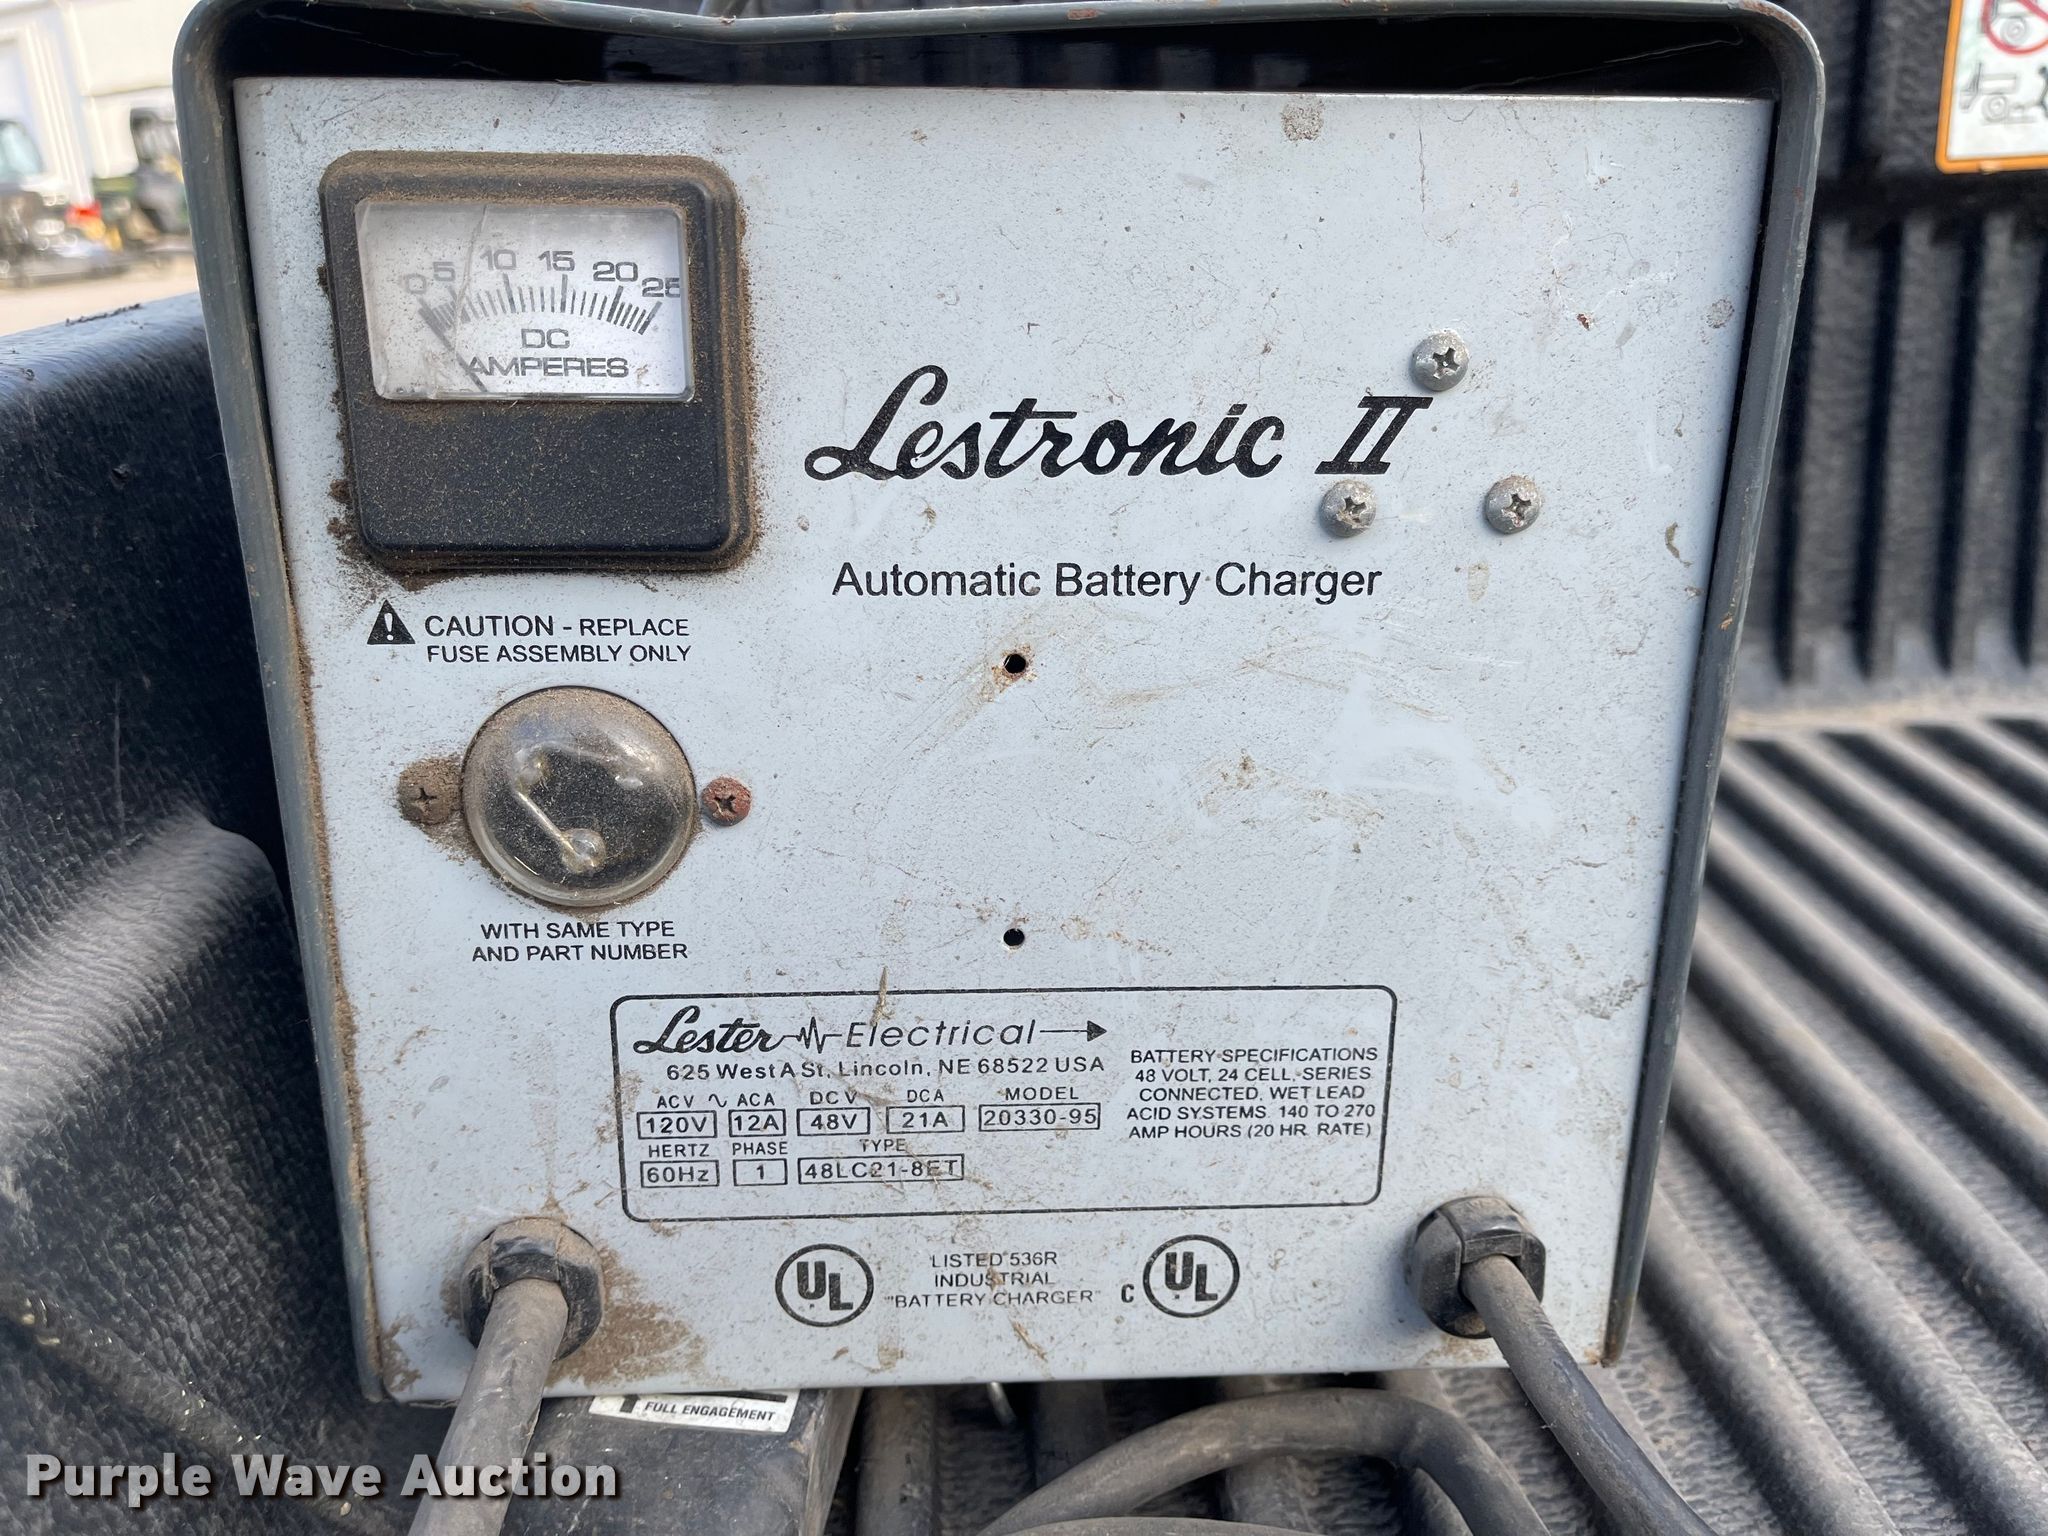 0 5 10 15 20 25
DC
AMPERES
Lestronic II
Automatic Battery Charger
CAUTION - REPLACE
FUSE ASSEMBLY ONLY
WITH SAME TYPE
AND PART NUMBER
Lester Electrical
625 West A St. Lincoln, NE 68522 USA
ACV ACA DCV DCA MODEL
120V 12A 48V 21A 20330-95
HERTZ PHASE TYPE
60Hz 1 48LC21-8ET
BATTERY SPECIFICATIONS
48 VOLT, 24 CELL, SERIES
CONNECTED, WET LEAD
ACID SYSTEMS. 140 TO 270
AMP HOURS (20 HR. RATE)
UL
LISTED 536R
INDUSTRIAL
"BATTERY CHARGER"
C UL
FULL ENGAGEMENT
Purple Wave Auction